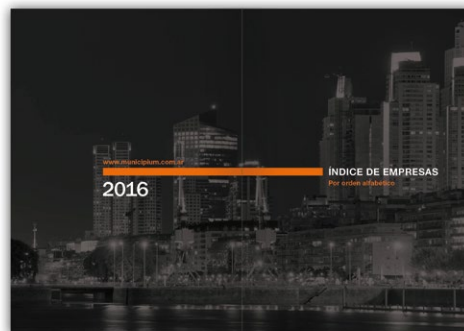 www.municipium.com.ar
2016
ÍNDICE DE EMPRESAS
Por orden alfabético